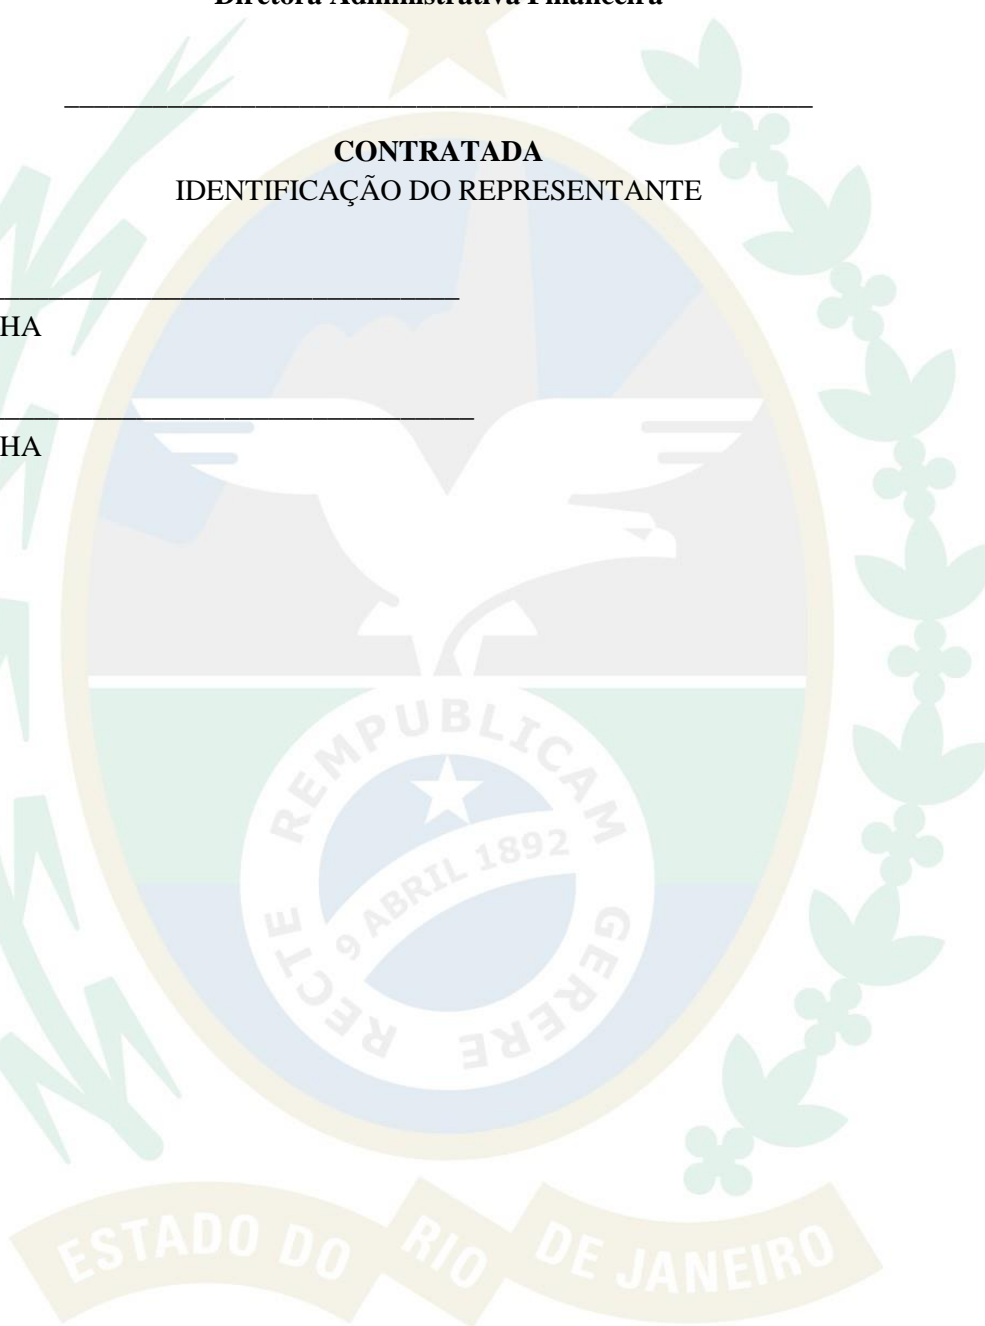 Diretora Administrativa Financeira
CONTRATADA
IDENTIFICAÇÃO DO REPRESENTANTE
HA
HA
RECTE REMPUBLICAM GERERE
9 ABRIL 1892
ESTADO DO RIO DE JANEIRO